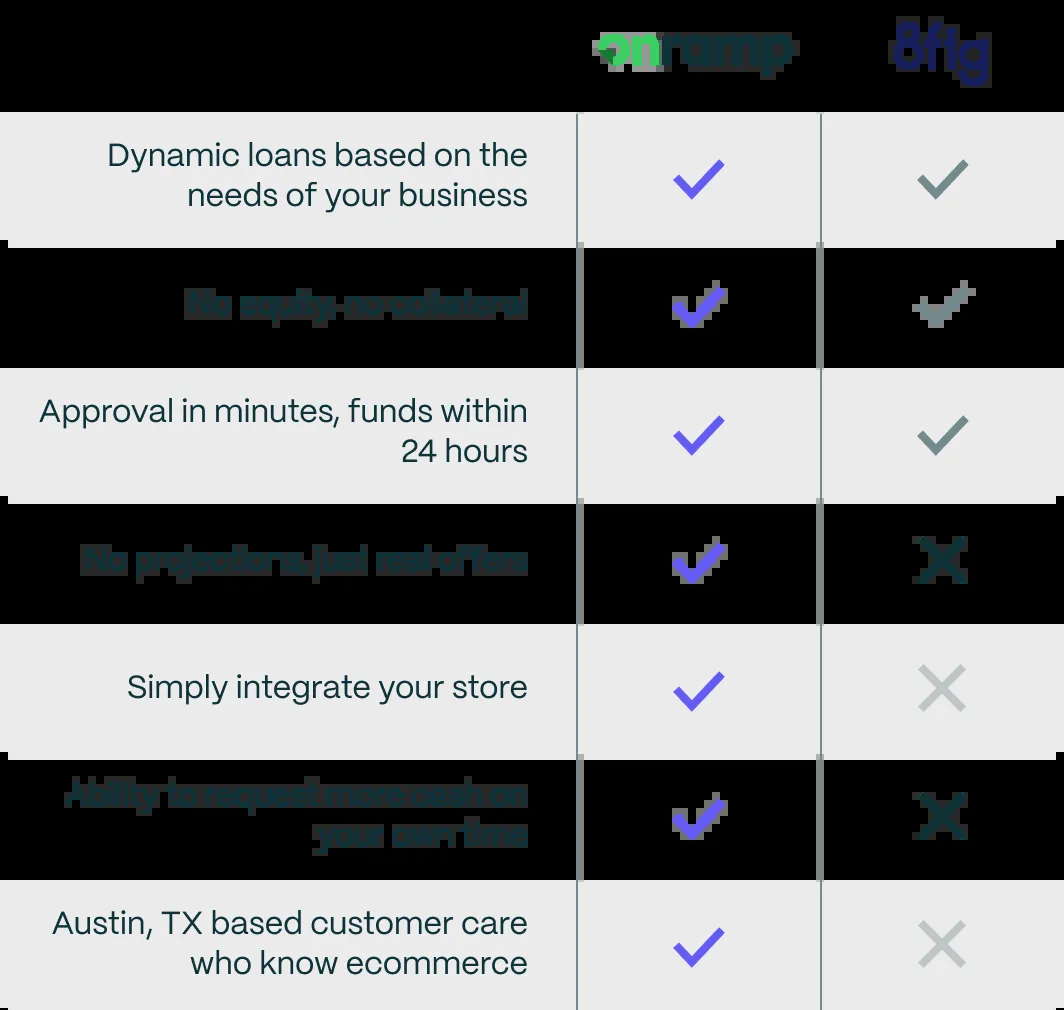 onramp 8fig
Dynamic loans based on the
needs of your business
No equity, no collateral
Approval in minutes, funds within
24 hours
No projections, just real offers
Simply integrate your store
Ability to request more cash on
your own time
Austin, TX based customer care
who know ecommerce